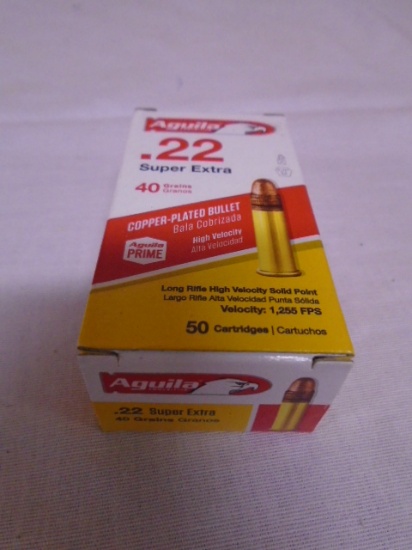 Aguila
.22
Super Extra
40 Grains
Granos
COPPER-PLATED BULLET
Bala Cobrizada
High Velocity
Alta Velocidad
Aguila
PRIME
Long Rifle High Velocity Solid Point
Largo Rifle Alta Velocidad Punta Sólida
Velocity: 1,255 FPS
50 Cartridges | Cartuchos
Aguila
.22 Super Extra
40 Grains Granos